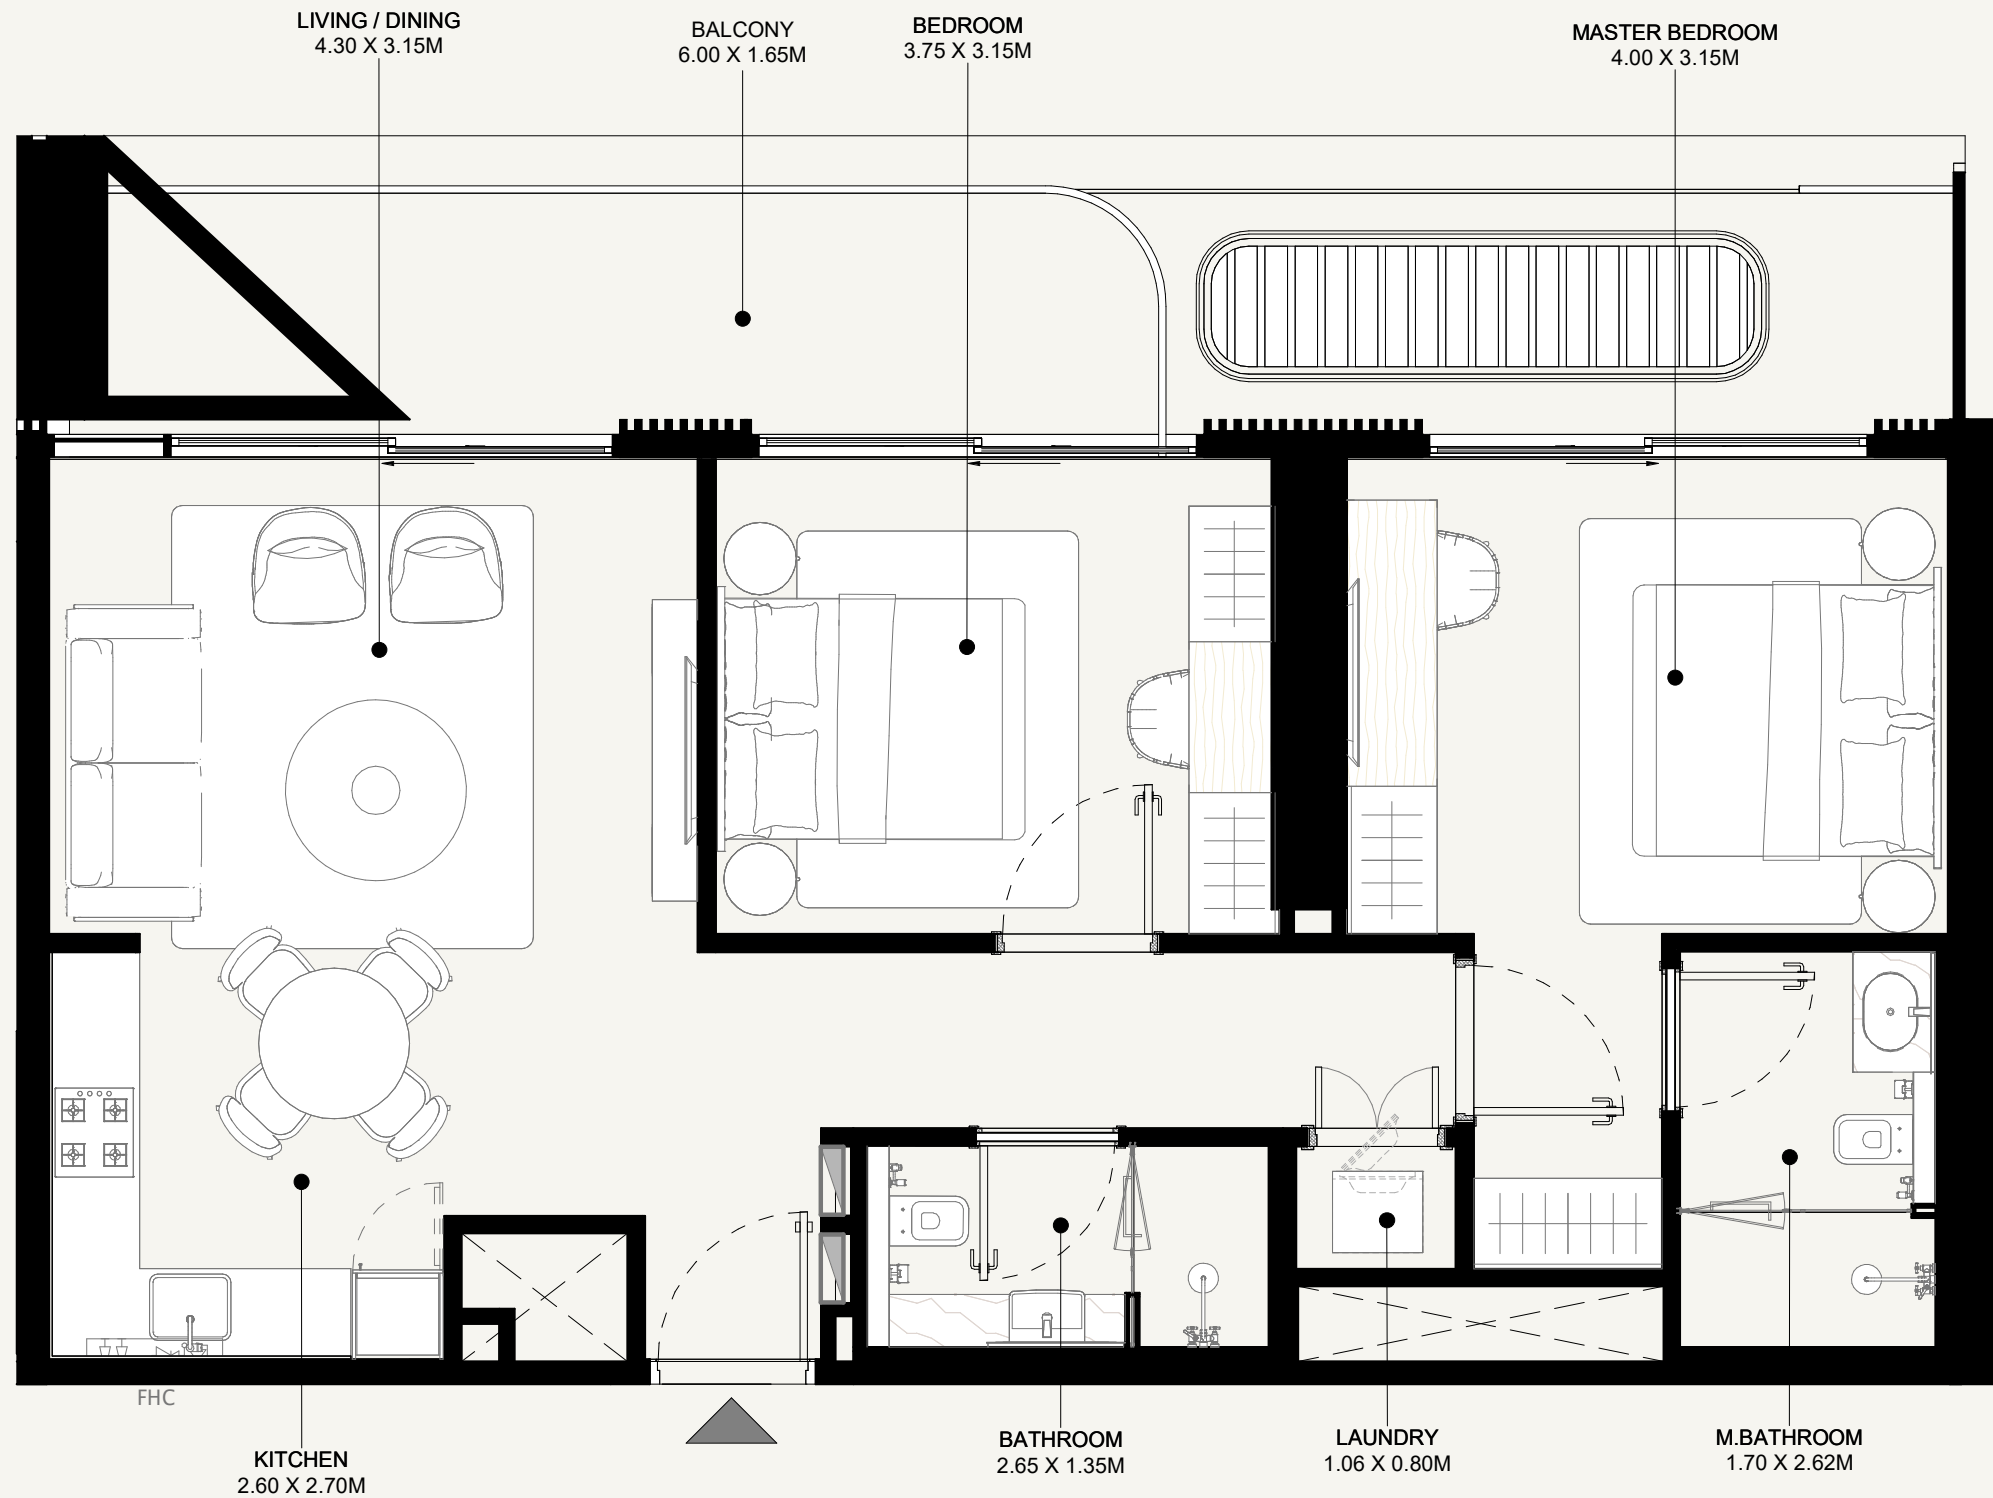 LIVING / DINING
4.30 X 3.15M
BALCONY
6.00 X 1.65M
BEDROOM
3.75 X 3.15M
MASTER BEDROOM
4.00 X 3.15M
FHC
KITCHEN
2.60 X 2.70M
BATHROOM
2.65 X 1.35M
LAUNDRY
1.06 X 0.80M
M.BATHROOM
1.70 X 2.62M